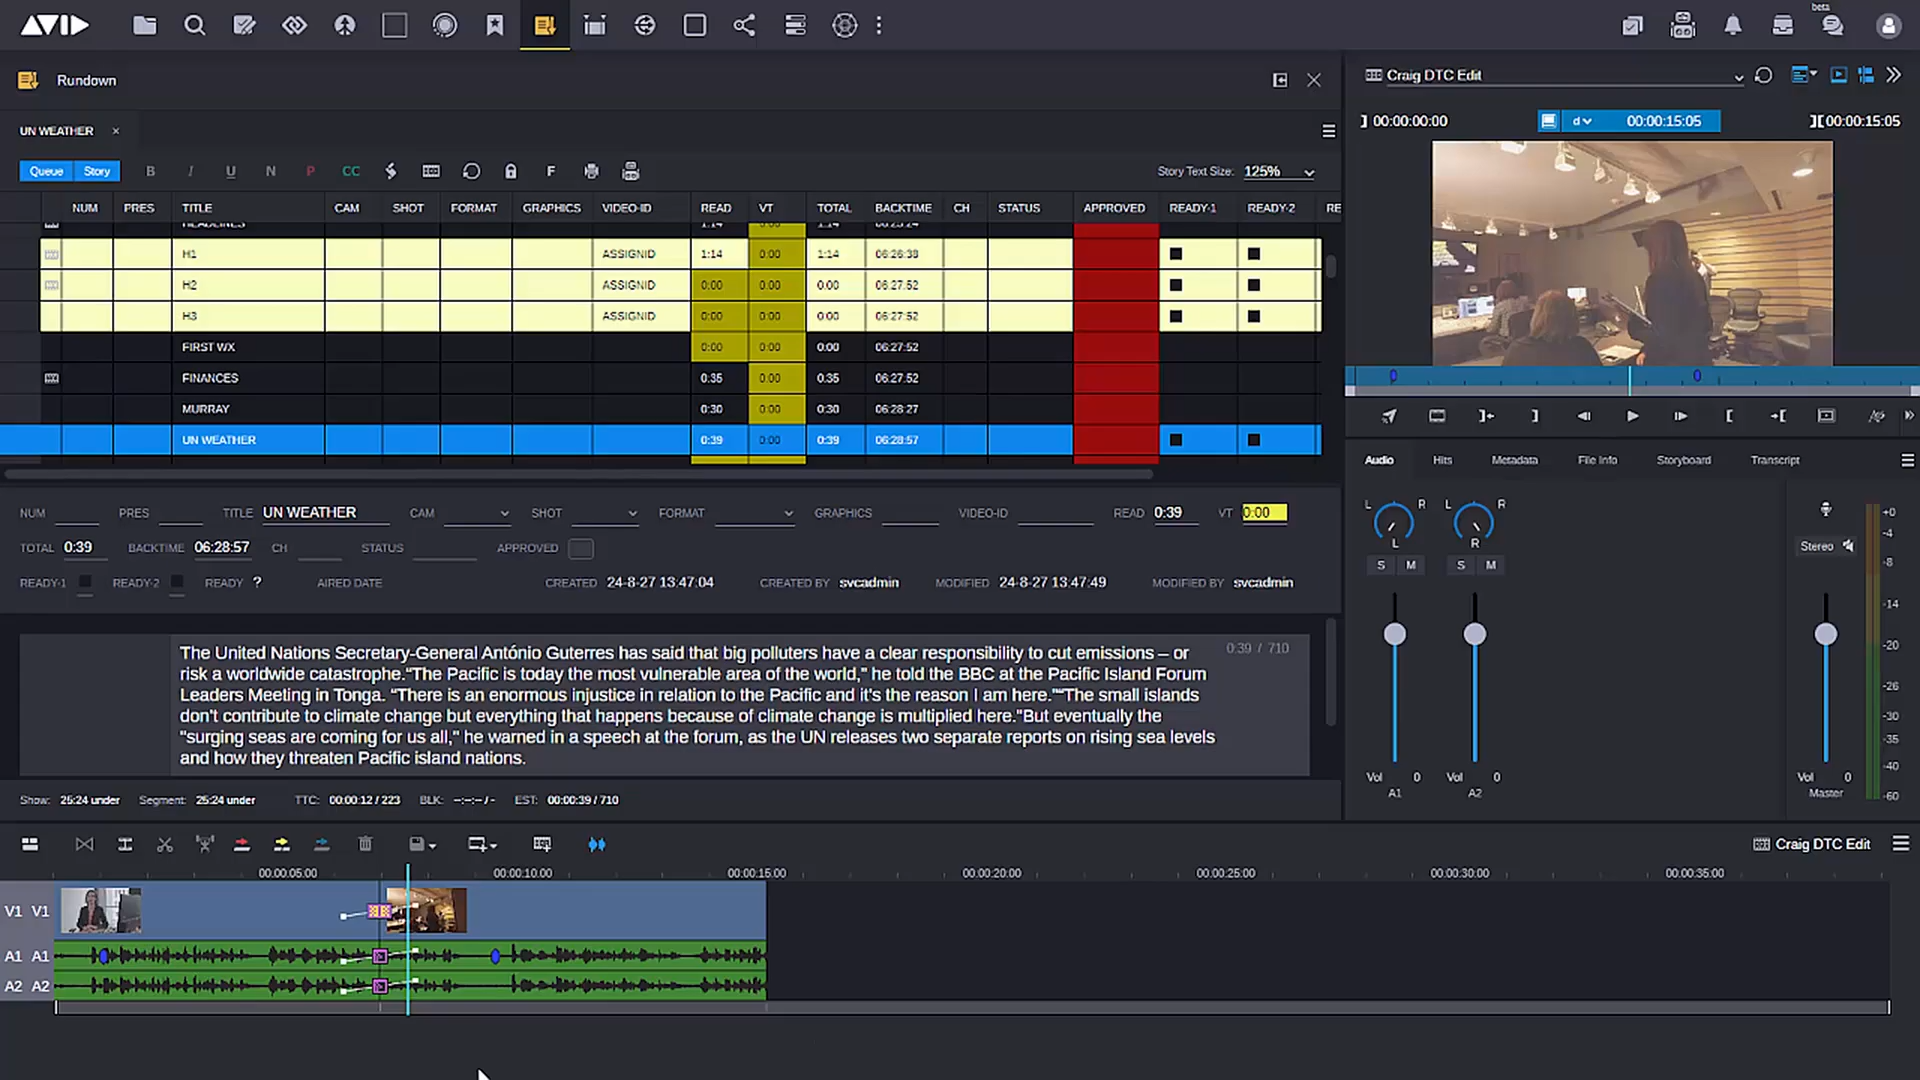 AVID
beta
Rundown
Craig DTC Edit
UN WEATHER ×
] 00:00:00:00
d 00:00:15:05
][ 00:00:15:05
Queue Story B I U N P CC F
Story Text Size: 125%
NUM PRES TITLE CAM SHOT FORMAT GRAPHICS VIDEO-ID READ VT TOTAL BACKTIME CH STATUS APPROVED READY-1 READY-2 RE
HEADLINES 1:14 0:00 1:14 06:25:24
H1 ASSIGNID 1:14 0:00 1:14 06:26:38
H2 ASSIGNID 0:00 0:00 0:00 06:27:52
H3 ASSIGNID 0:00 0:00 0:00 06:27:52
FIRST WX 0:00 0:00 0:00 06:27:52
FINANCES 0:35 0:00 0:35 06:27:52
MURRAY 0:30 0:00 0:30 06:28:27
UN WEATHER 0:39 0:00 0:39 06:28:57
NUM PRES TITLE UN WEATHER CAM SHOT FORMAT GRAPHICS VIDEO-ID READ 0:39 VT 0:00
TOTAL 0:39 BACKTIME 06:28:57 CH STATUS APPROVED
READY-1 READY-2 READY ? AIRED DATE CREATED 24-8-27 13:47:04 CREATED BY svcadmin MODIFIED 24-8-27 13:47:49 MODIFIED BY svcadmin
0:39 / 710
The United Nations Secretary-General António Guterres has said that big polluters have a clear responsibility to cut emissions – or
risk a worldwide catastrophe.“The Pacific is today the most vulnerable area of the world,” he told the BBC at the Pacific Island Forum
Leaders Meeting in Tonga. “There is an enormous injustice in relation to the Pacific and it's the reason I am here.”“The small islands
don't contribute to climate change but everything that happens because of climate change is multiplied here.”But eventually the
"surging seas are coming for us all," he warned in a speech at the forum, as the UN releases two separate reports on rising sea levels
and how they threaten Pacific island nations.
Show: 25:24 under Segment: 25:24 under TTC: 00:00:12 / 223 BLK: --:--:-- / - EST: 00:00:39 / 710
Audio Hits Metadata File Info Storyboard Transcript
L R L R
L R
S M S M
Stereo
+0
-4
-8
-14
-20
-26
-30
-35
-40
-60
Vol 0 Vol 0 Vol 0
A1 A2 Master
Craig DTC Edit
00:00:05:00 00:00:10:00 00:00:15:00 00:00:20:00 00:00:25:00 00:00:30:00 00:00:35:00
V1 V1
A1 A1
A2 A2